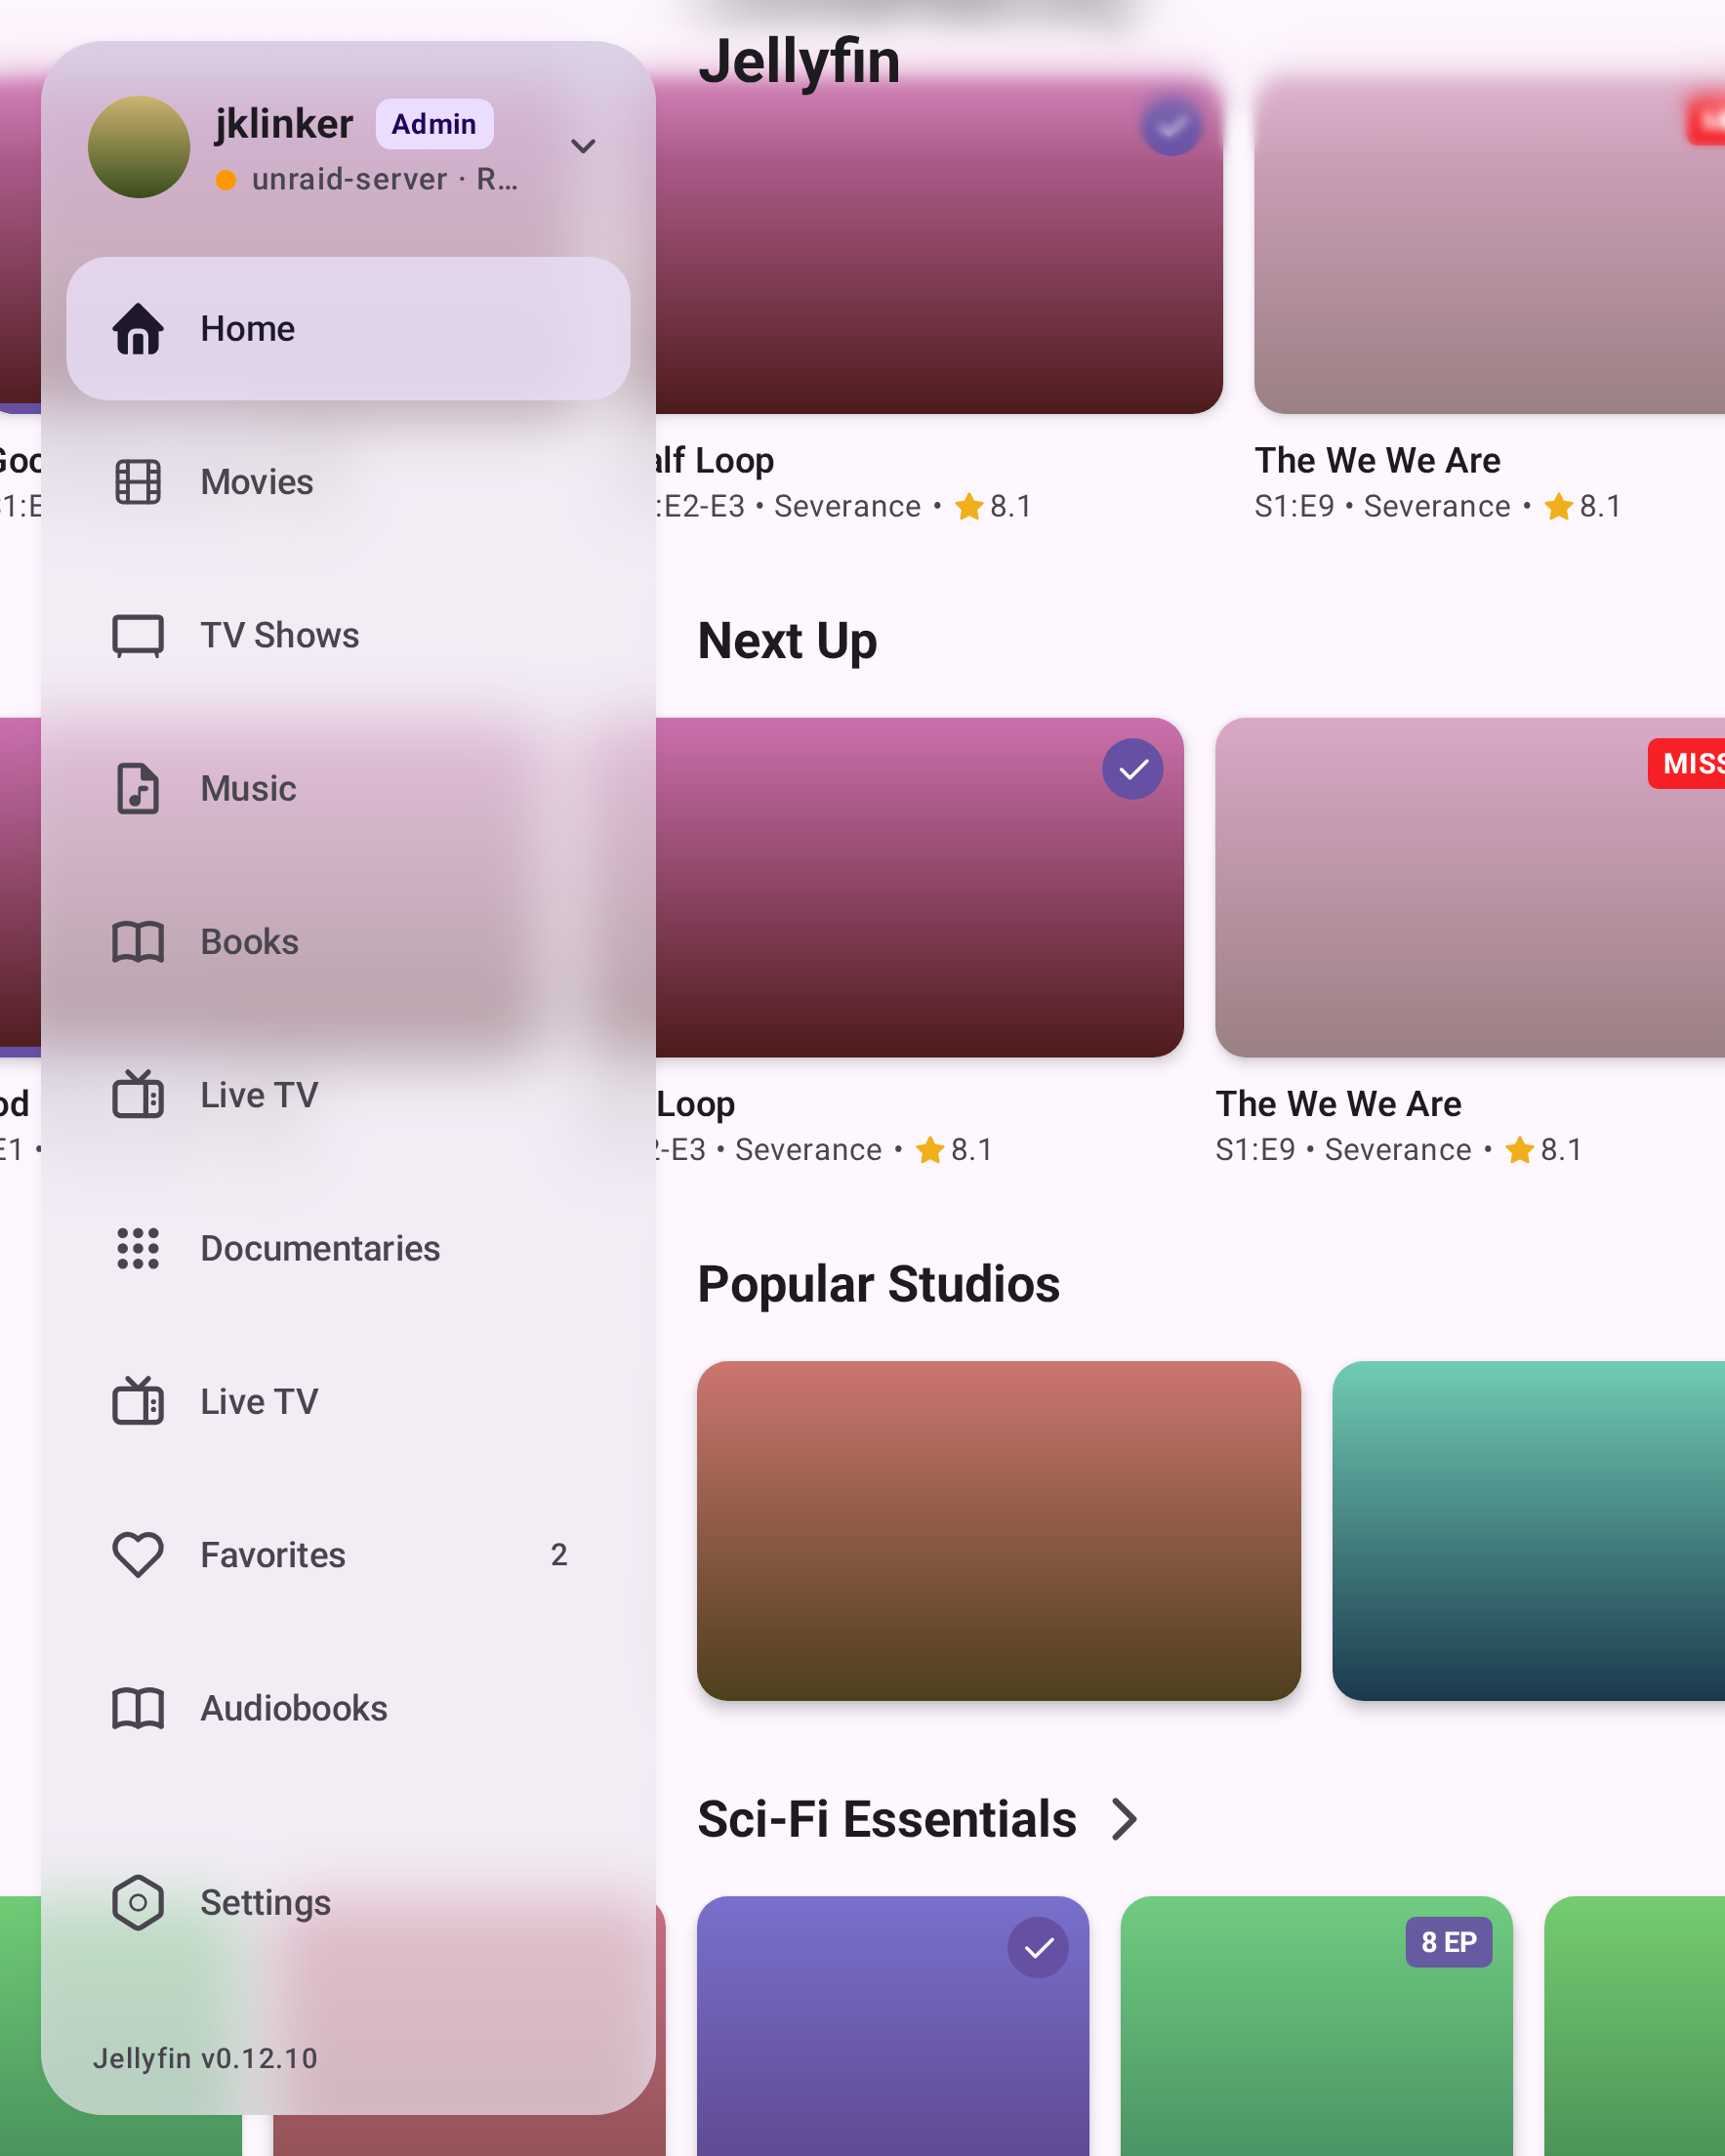 Jellyfin
jklinker Admin
unraid-server · R...
Home
Movies
TV Shows
Music
Books
Live TV
Documentaries
Live TV
Favorites 2
Audiobooks
Settings
Jellyfin v0.12.10
alf Loop
:E2-E3 • Severance • 8.1
The We We Are
S1:E9 • Severance • 8.1
Next Up
MISS
Loop
-E3 • Severance • 8.1
The We We Are
S1:E9 • Severance • 8.1
Popular Studios
Sci-Fi Essentials
8 EP